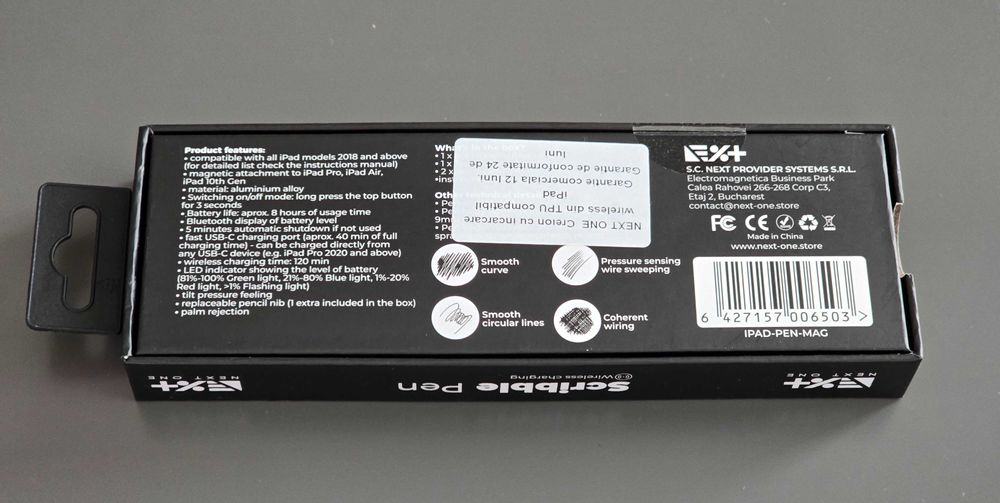 Product features:
• compatible with all iPad models 2018 and above
(for detailed list check the instructions manual)
• magnetic attachment to iPad Pro, iPad Air,
iPad 10th Gen
• material: aluminium alloy
• Switching on/off mode: long press the top button
for 3 seconds
• Battery life: aprox. 8 hours of usage time
• Bluetooth display of battery level
• 5 minutes automatic shutdown if not used
• fast USB-C charging port (aprox. 40 min of full
charging time) - can be charged directly from
any USB-C device (e.g. iPad Pro 2020 and above)
• wireless charging time: 120 min
• LED indicator showing the level of battery
(81%-100% Green light, 21%-80% Blue light, 1%-20%
Red light, >1% Flashing light)
• tilt pressure feeling
• replaceable pencil nib (1 extra included in the box)
• palm rejection
in the box?
• 1 x
• 1 x
• 2 x
NEXT ONE Creion cu incarcare
Wireless din TPU compatibil
iPad
Garantie comerciala 12 luni.
Garantie de conformitate 24 de
luni
Smooth
curve
Pressure sensing
wire sweeping
Smooth
circular lines
Coherent
wiring
NEX+
S.C. NEXT PROVIDER SYSTEMS S.R.L.
Electromagnetica Business Park
Calea Rahovei 266-268 Corp C3,
Etaj 2, Bucharest
contact@next-one.store
FC CE
Made in China
www.next-one.store
6 427157 006503 >
IPAD-PEN-MAG
NEX+
NEXT ONE
Scribble Pen
Wireless charging
NEX+
NEXT ONE